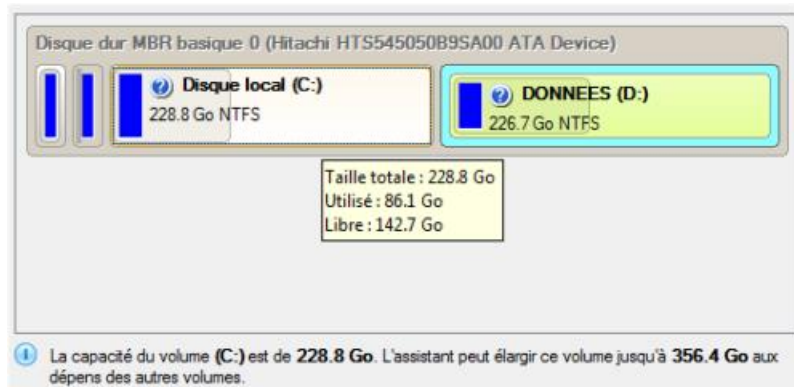 Disque dur MBR basique 0 (Hitachi HTS545050B9SA00 ATA Device)
Disque local (C:)
228.8 Go NTFS
DONNEES (D:)
226.7 Go NTFS
Taille totale : 228.8 Go
Utilisé : 86.1 Go
Libre : 142.7 Go
La capacité du volume (C:) est de 228.8 Go. L'assistant peut élargir ce volume jusqu'à 356.4 Go aux
dépens des autres volumes.